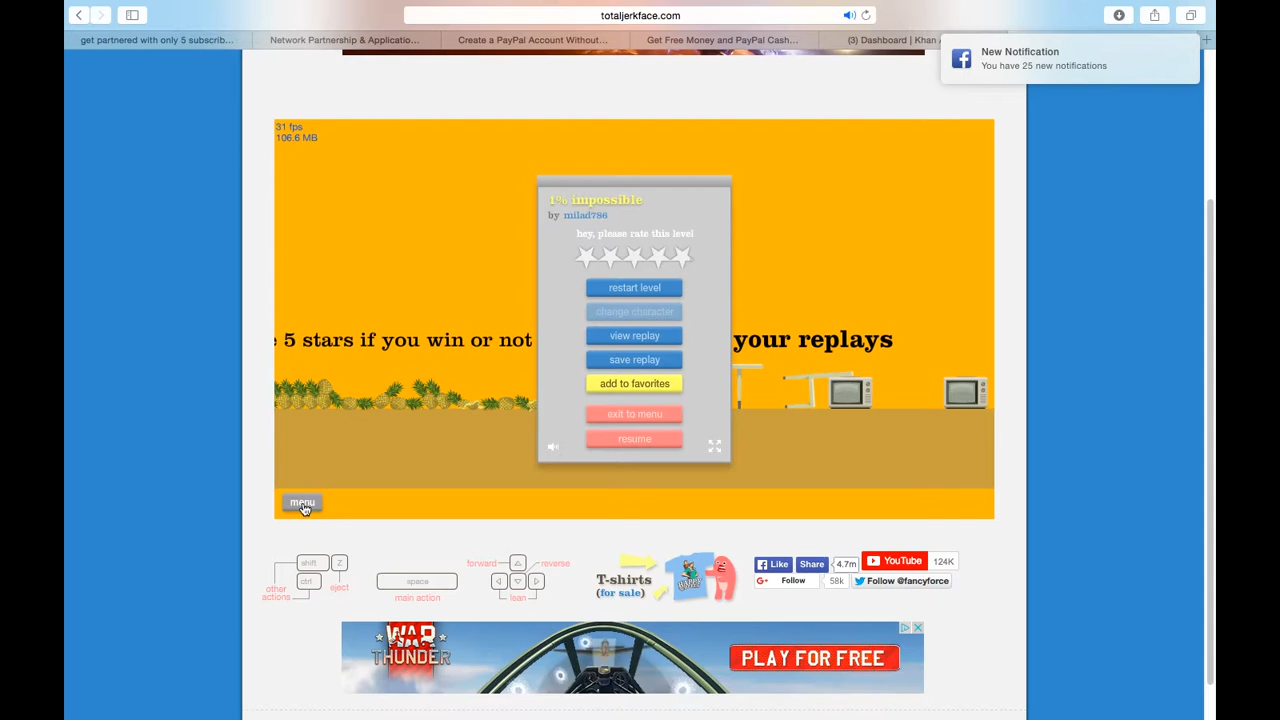 totaljerkface.com
get partnered with only 5 subscrib...
Network Partnership & Applicatio...
Create a PayPal Account Without...
Get Free Money and PayPal Cash...
(3) Dashboard | Khan A
New Notification
You have 25 new notifications
31 fps
106.6 MB
1% impossible
by milad786
hey, please rate this level
restart level
change character
view replay
save replay
add to favorites
exit to menu
resume
5 stars if you win or not
your replays
menu
shift
Z
ctrl
other actions
eject
space
main action
forward
reverse
lean
T-shirts
(for sale)
HAPPY
Like
Share
4.7m
YouTube
124K
G+ Follow
58k
Follow @fancyforce
WAR
THUNDER
PLAY FOR FREE